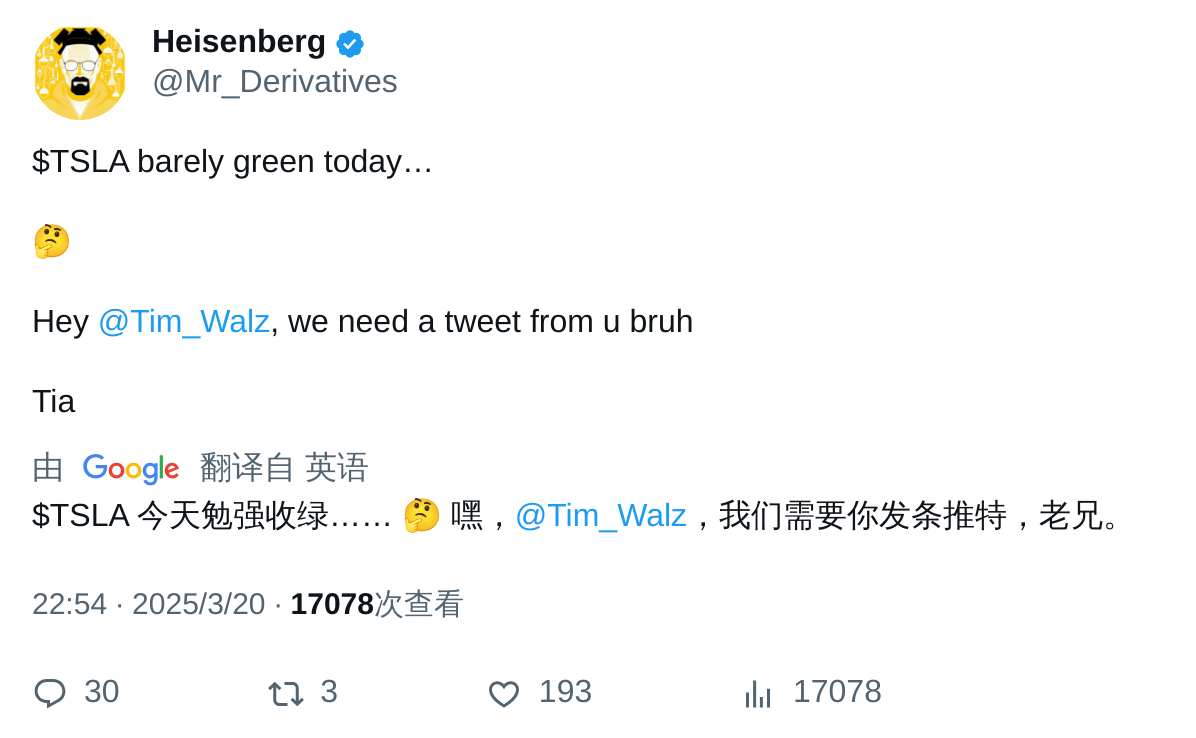 Heisenberg
@Mr_Derivatives
$TSLA barely green today…
🤔
Hey @Tim_Walz, we need a tweet from u bruh
Tia
由 Google 翻译自 英语
$TSLA 今天勉强收绿…… 🤔 嘿，@Tim_Walz，我们需要你发条推特，老兄。
22:54 · 2025/3/20 · 17078次查看
30 3 193 17078